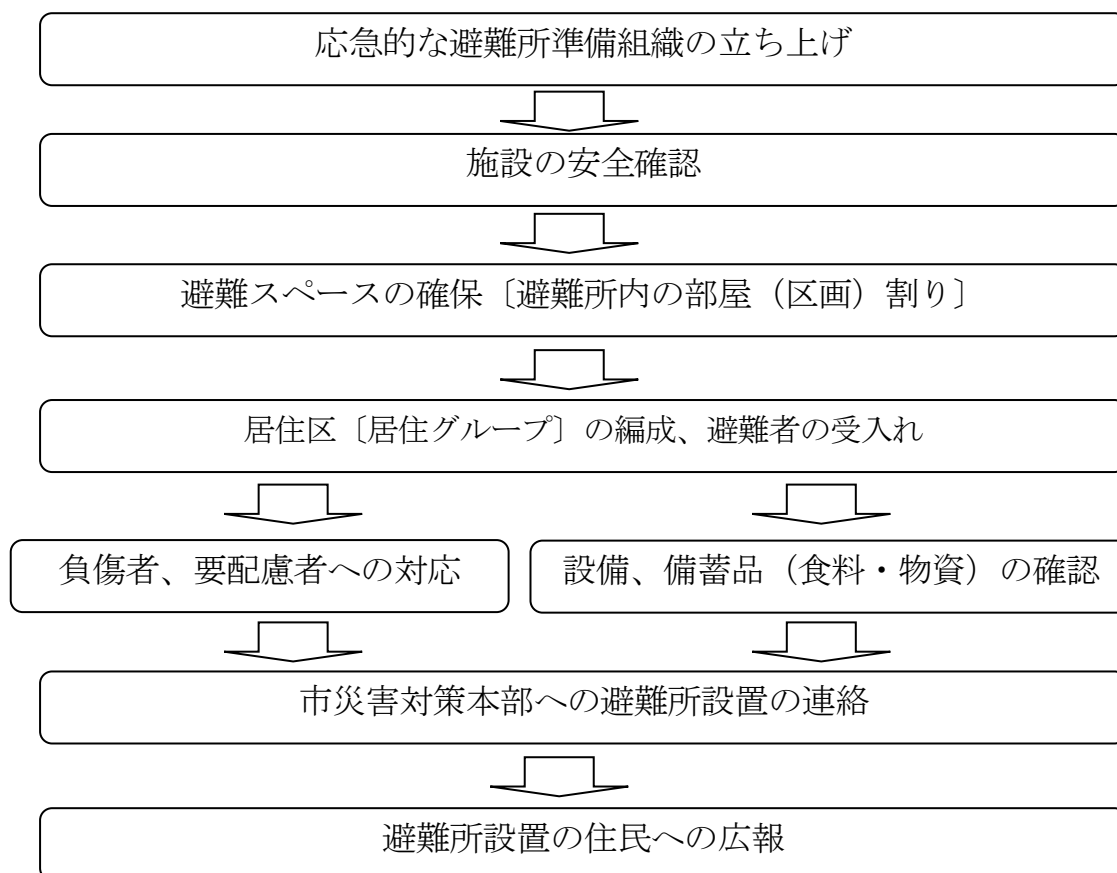 応急的な避難所準備組織の立ち上げ
施設の安全確認
避難スペースの確保〔避難所内の部屋（区画）割り〕
居住区〔居住グループ〕の編成、避難者の受入れ
負傷者、要配慮者への対応
設備、備蓄品（食料・物資）の確認
市災害対策本部への避難所設置の連絡
避難所設置の住民への広報